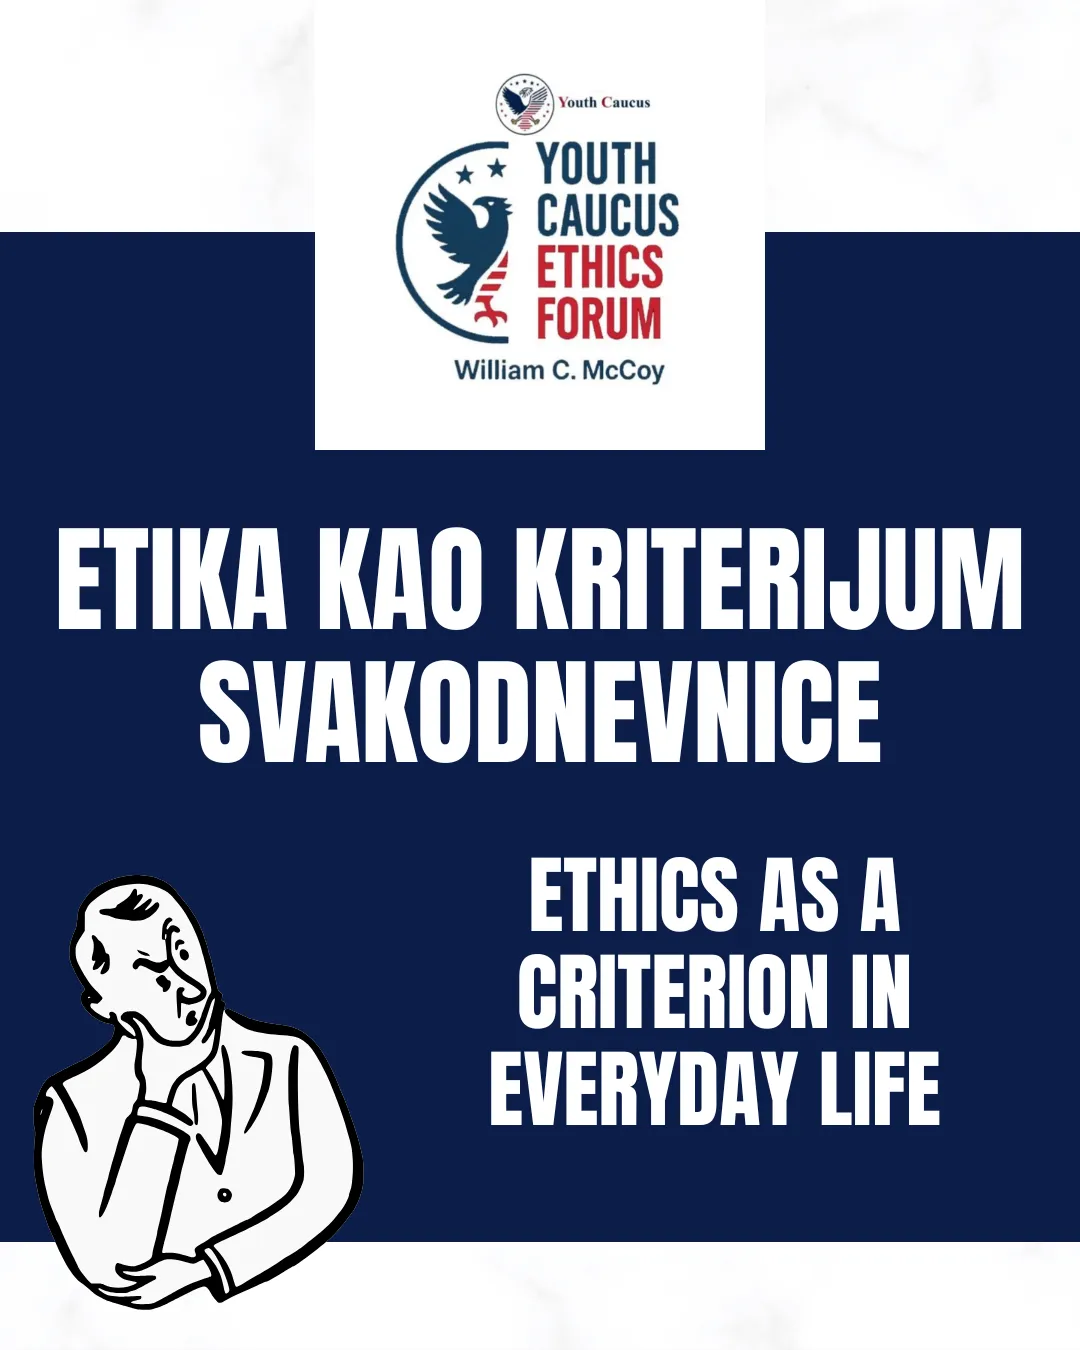 Youth Caucus
YOUTH
CAUCUS
ETHICS
FORUM
William C. McCoy
ETIKA KAO KRITERIJUM
SVAKODNEVNICE
ETHICS AS A
CRITERION IN
EVERYDAY LIFE